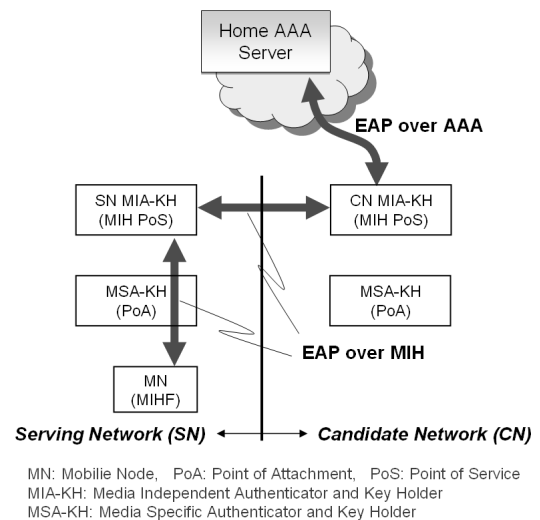 Home AAA
Server
EAP over AAA
SN MIA-KH
(MIH PoS)
CN MIA-KH
(MIH PoS)
MSA-KH
(PoA)
MSA-KH
(PoA)
EAP over MIH
MN
(MIHF)
Serving Network (SN)
Candidate Network (CN)
MN: Mobilie Node, PoA: Point of Attachment, PoS: Point of Service
MIA-KH: Media Independent Authenticator and Key Holder
MSA-KH: Media Specific Authenticator and Key Holder